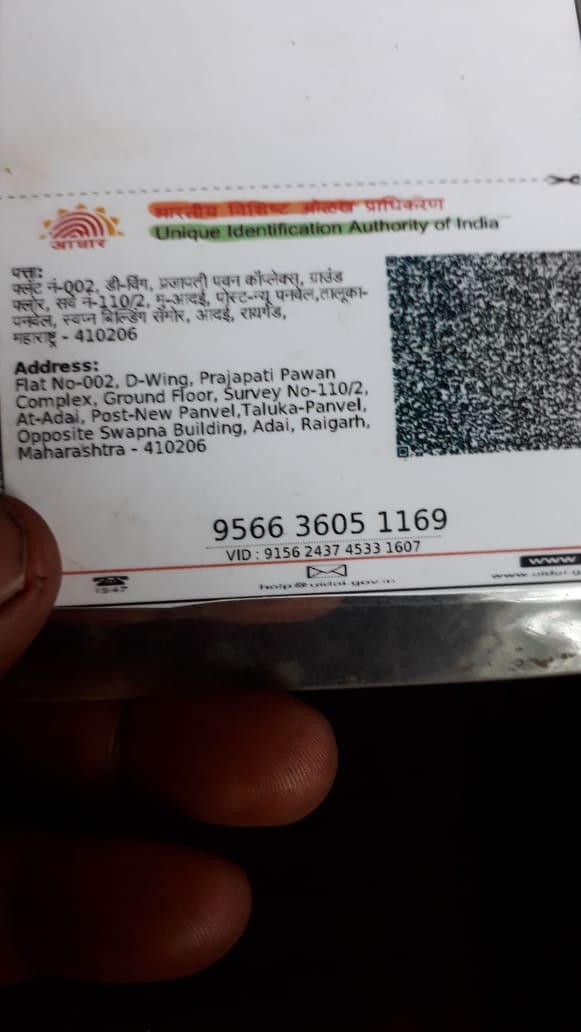 भारतीय विशिष्ट ओळख प्राधिकरण
Unique Identification Authority of India
आधार
पत्ता:
फ्लॅट नं-002, डी-विंग, प्रजापती पवन कॉप्लेक्स, ग्राउंड
फ्लोर, सर्वे नं-110/2, मु-आदई, पोस्ट-न्यू पनवेल,तालूका-
पनवेल, स्वप्न बिल्डिंग समोर, आदई, रायगड,
महाराष्ट्र - 410206
Address:
Flat No-002, D-Wing, Prajapati Pawan
Complex, Ground Floor, Survey No-110/2,
At-Adai, Post-New Panvel,Taluka-Panvel,
Opposite Swapna Building, Adai, Raigarh,
Maharashtra - 410206
9566 3605 1169
VID : 9156 2437 4533 1607
1947
help@uidai.gov.in
www
www.uidai.g